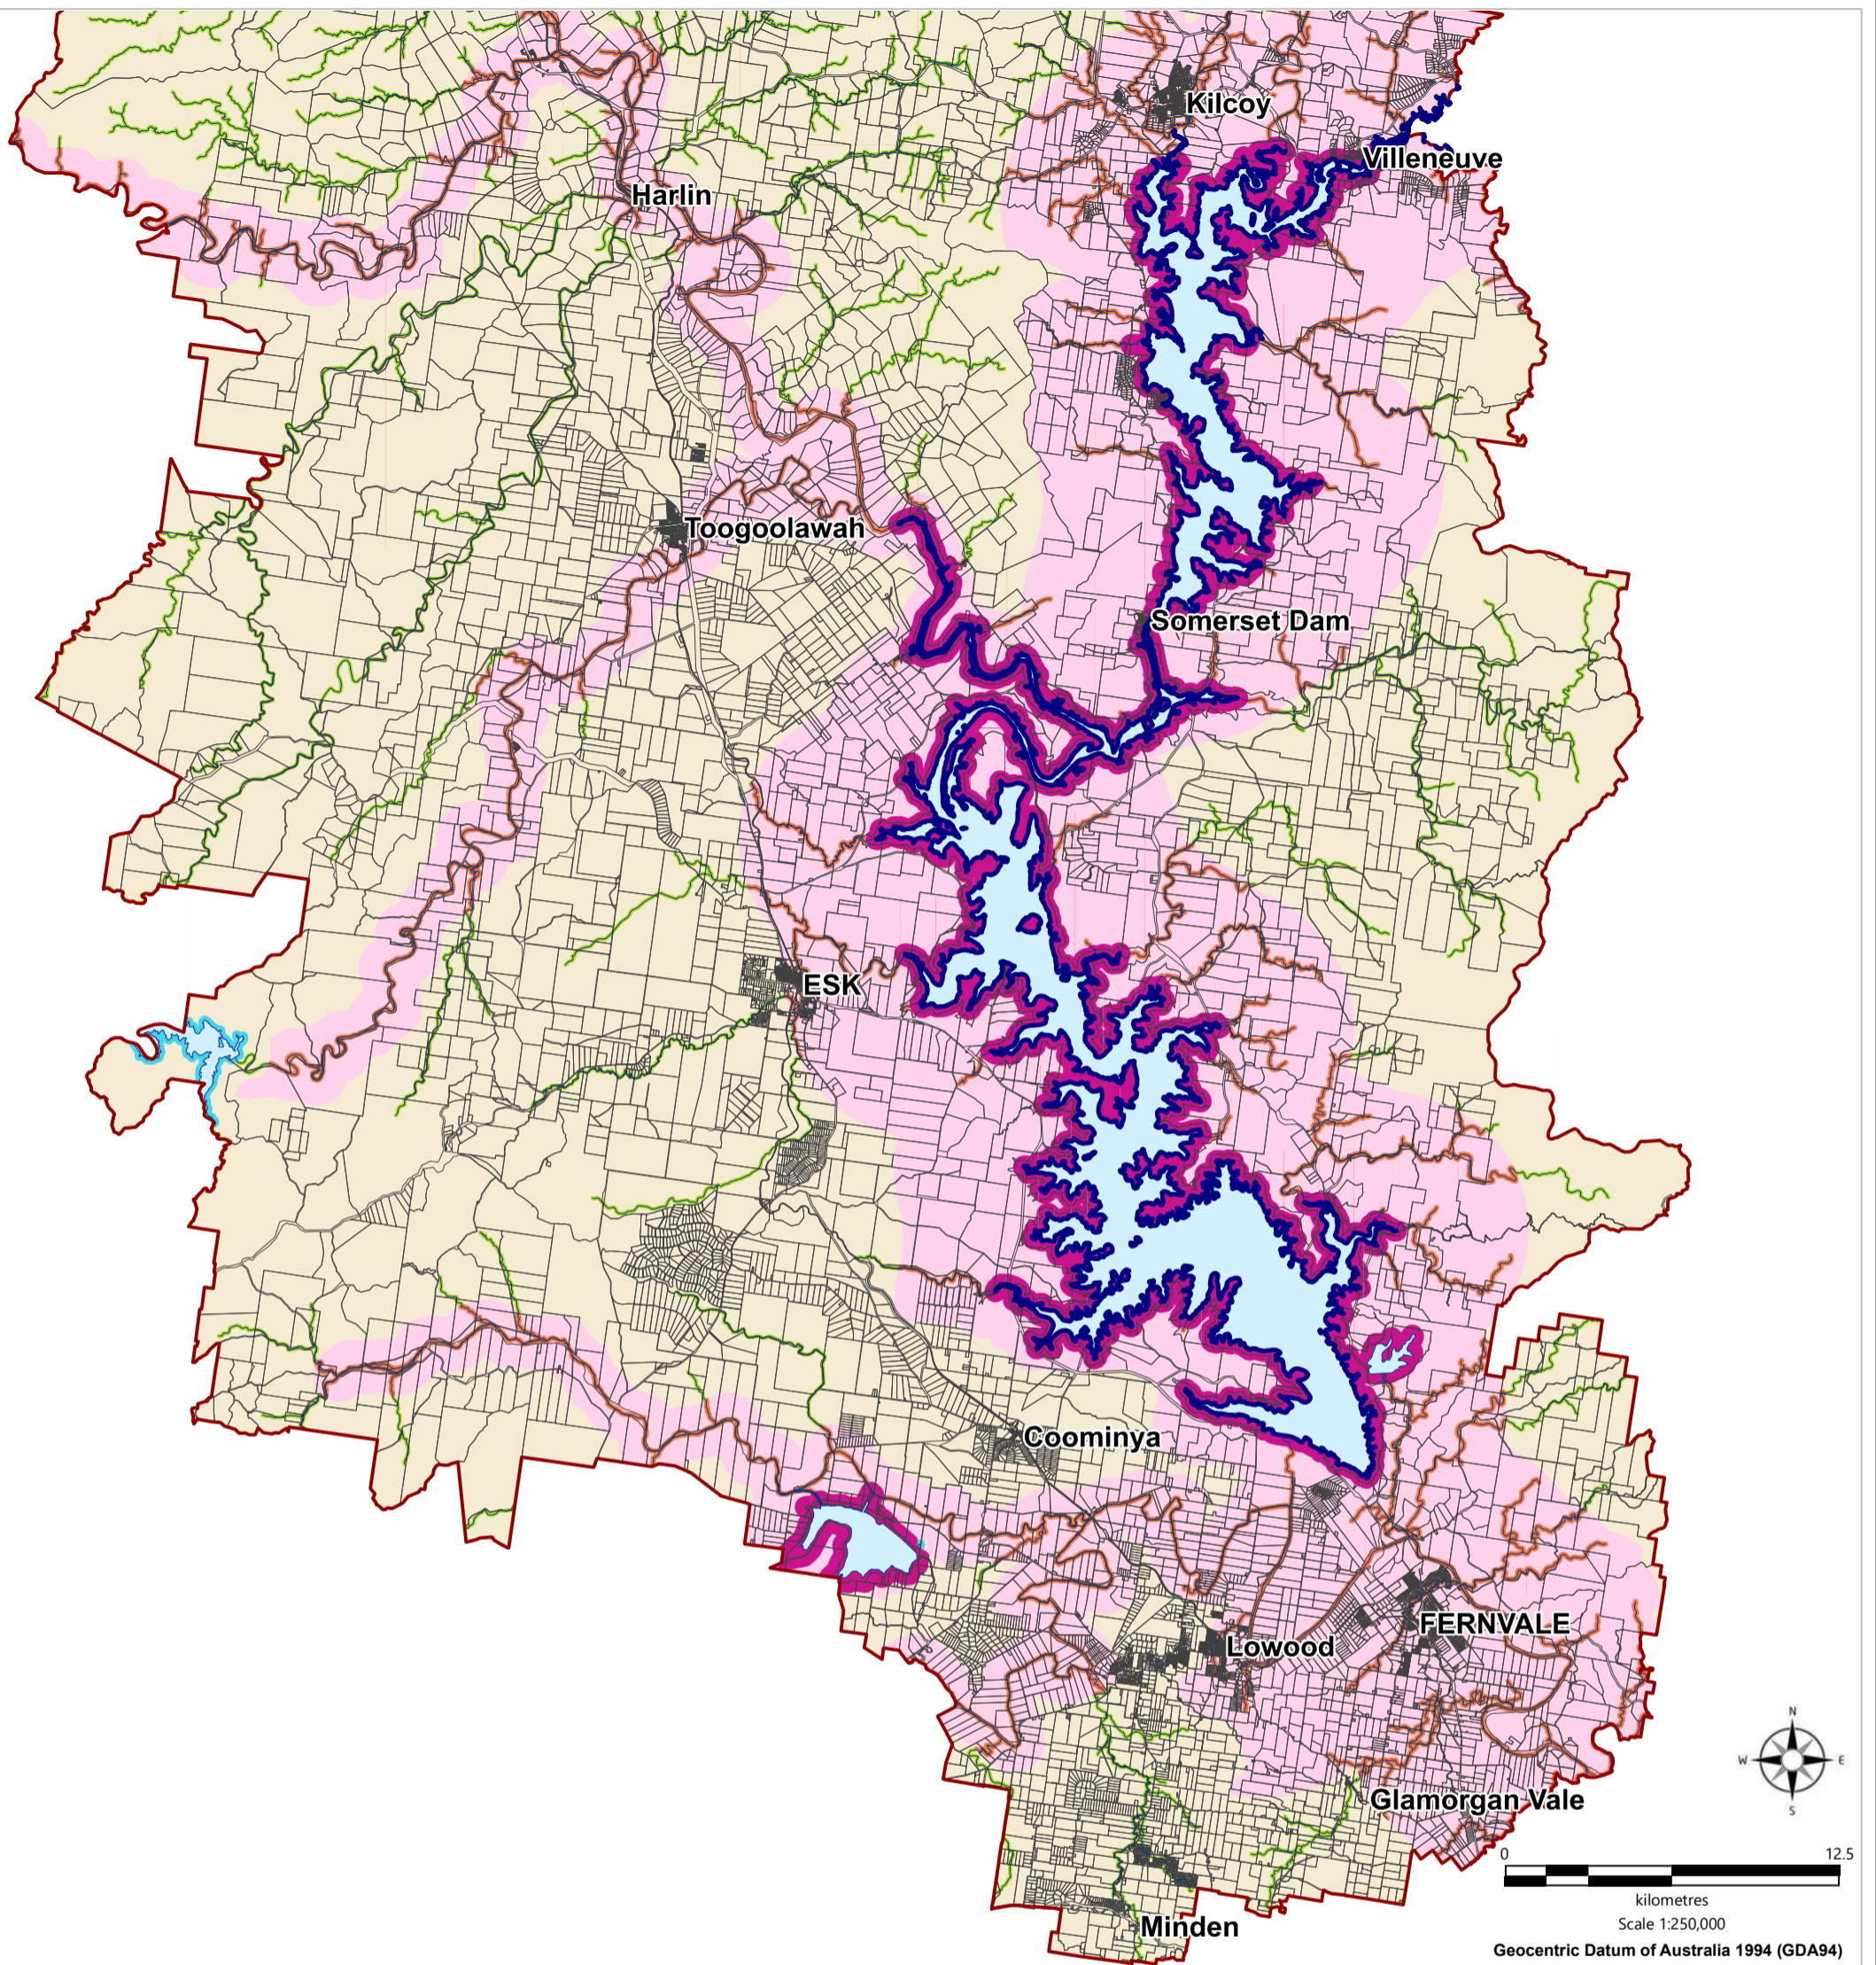 Kilcoy
Villeneuve
Harlin
Toogoolawah
Somerset Dam
ESK
Coominya
FERNVALE
Lowood
Glamorgan Vale
Minden
N
W E
S
0 12.5
kilometres
Scale 1:250,000
Geocentric Datum of Australia 1994 (GDA94)